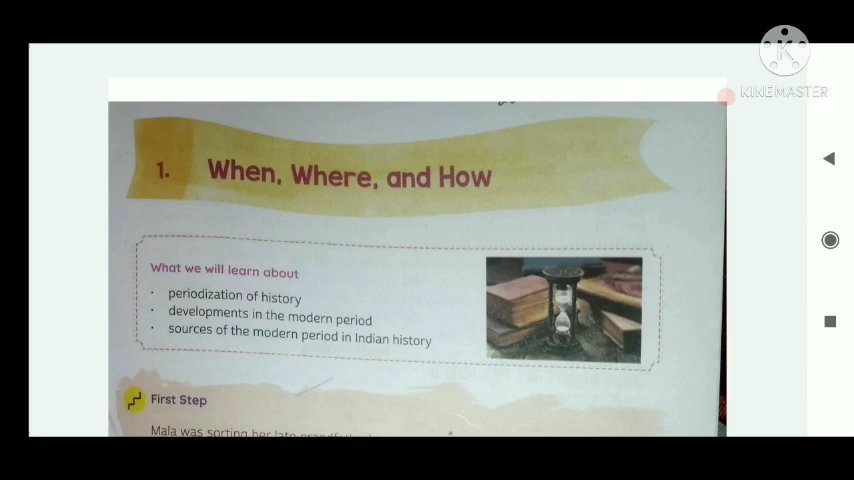 KINEMASTER
1. When, Where, and How
What we will learn about
· periodization of history
· developments in the modern period
· sources of the modern period in Indian history
First Step
Mala was sorting her late